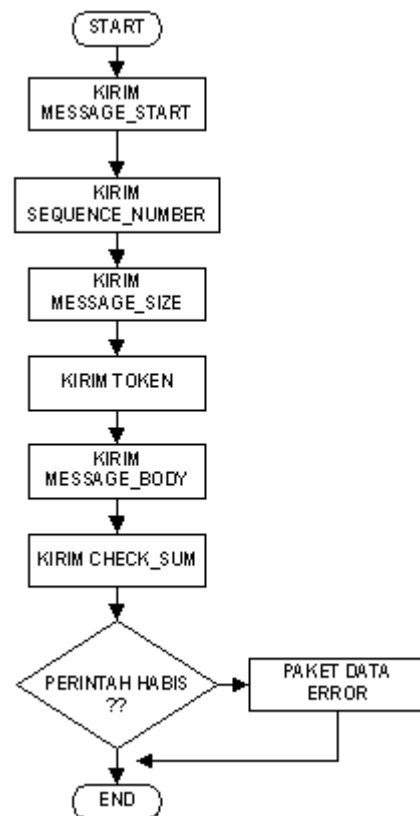 START
KIRIM
MESSAGE_START
KIRIM
SEQUENCE_NUMBER
KIRIM
MESSAGE_SIZE
KIRIM TOKEN
KIRIM
MESSAGE_BODY
KIRIM CHECK_SUM
PERINTAH HABIS
??
PAKET DATA
ERROR
END